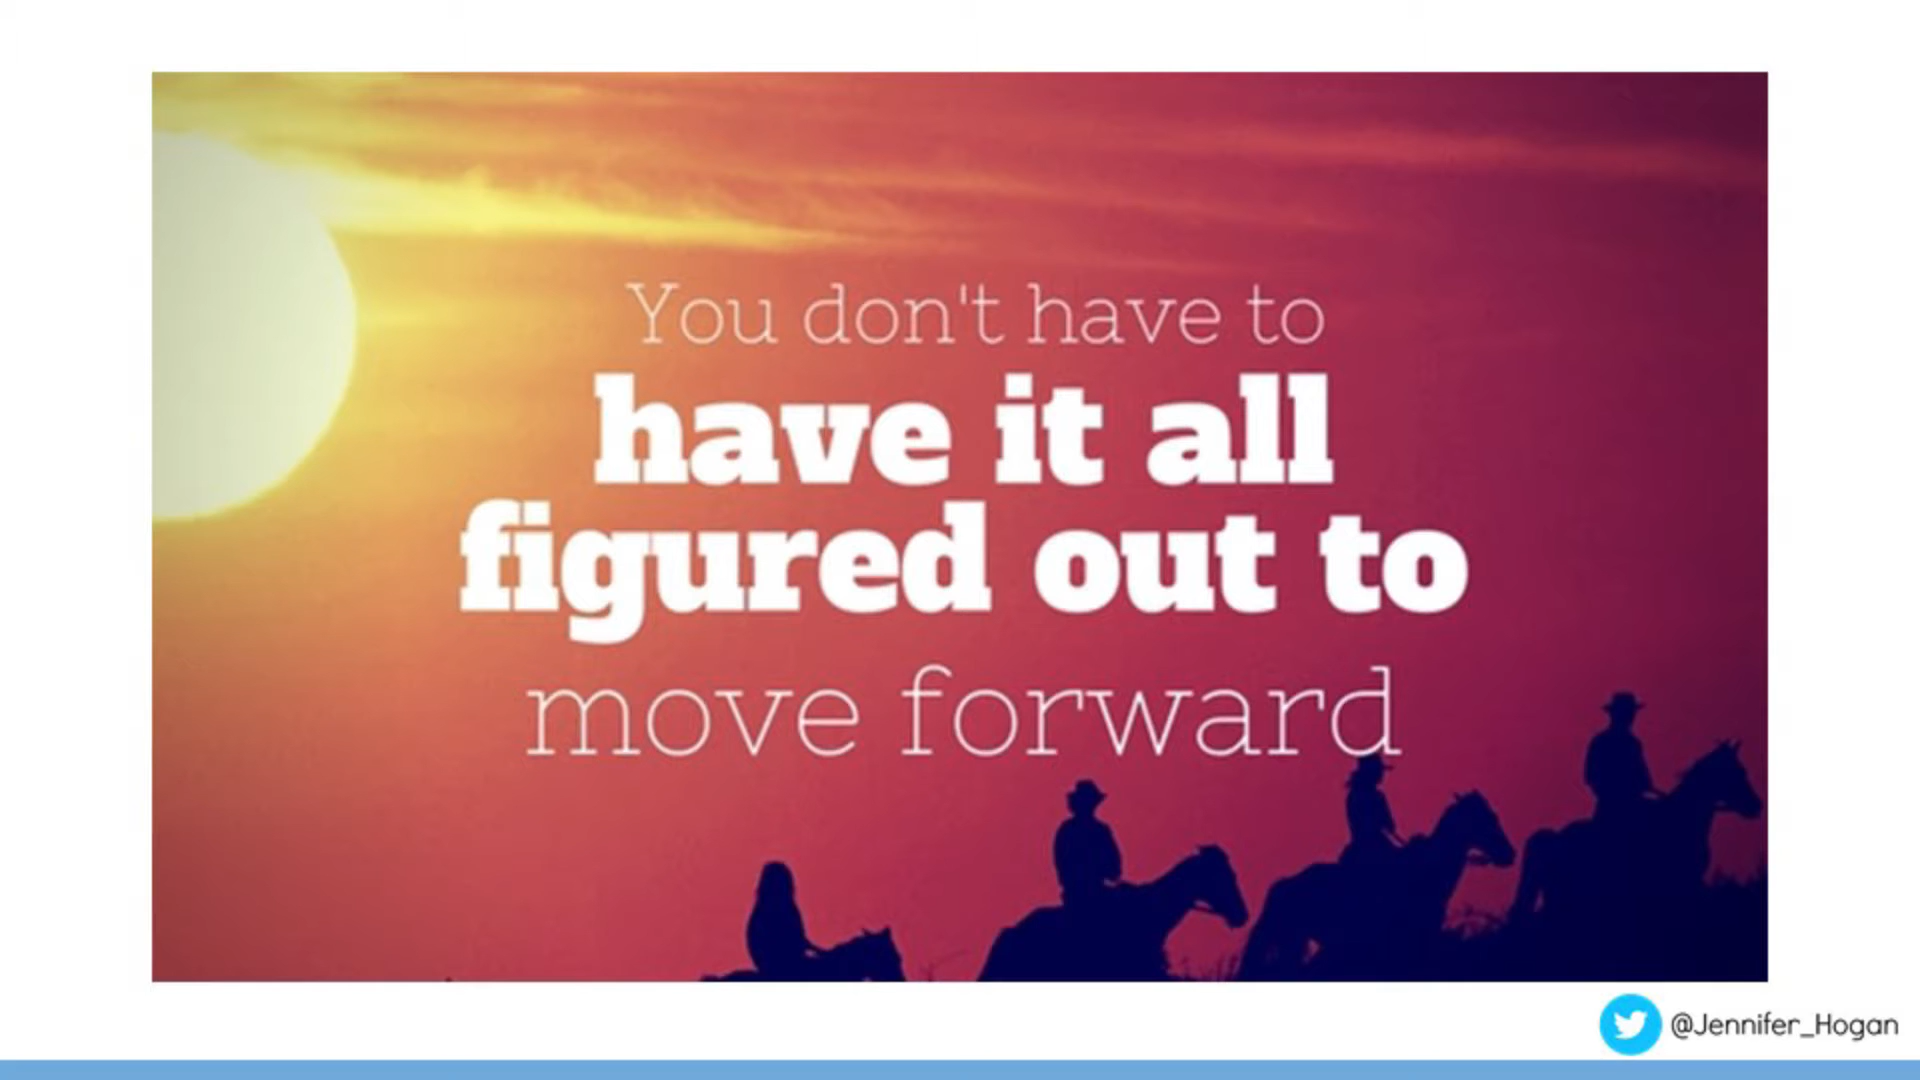 You don't have to
have it all
figured out to
move forward
@Jennifer_Hogan